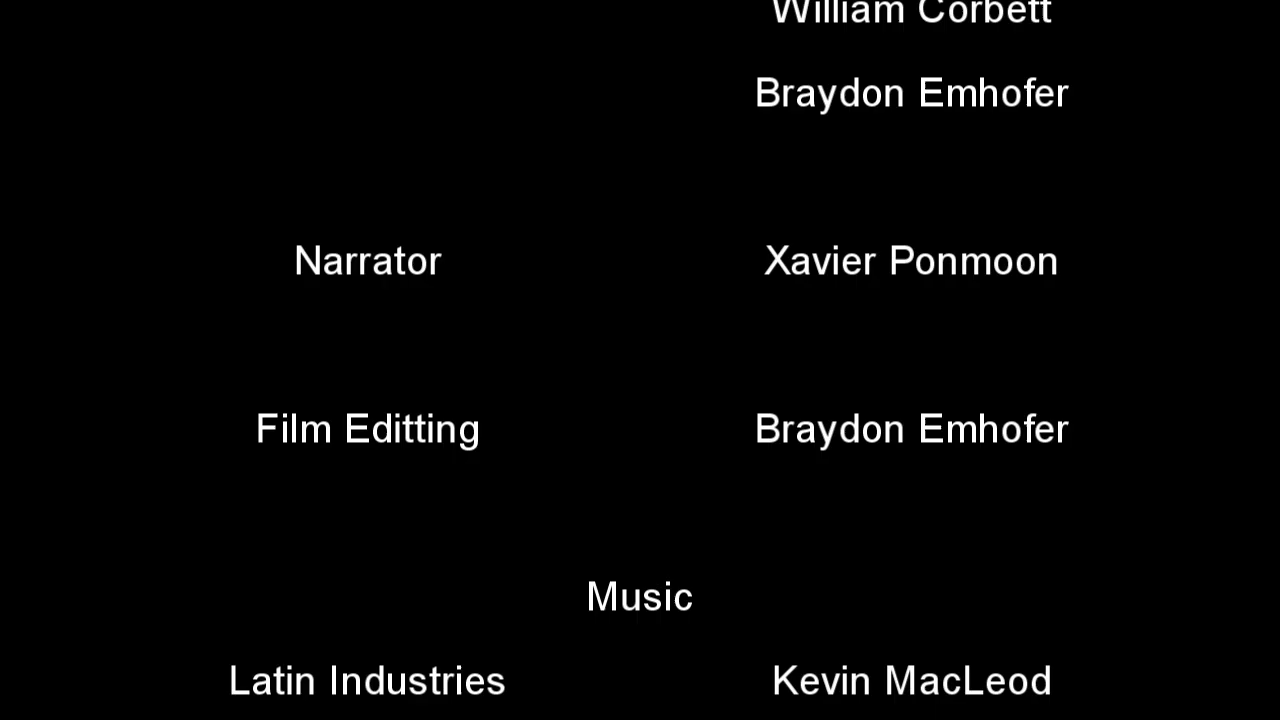 William Corbett
Braydon Emhofer
Narrator Xavier Ponmoon
Film Editting Braydon Emhofer
Music
Latin Industries Kevin MacLeod